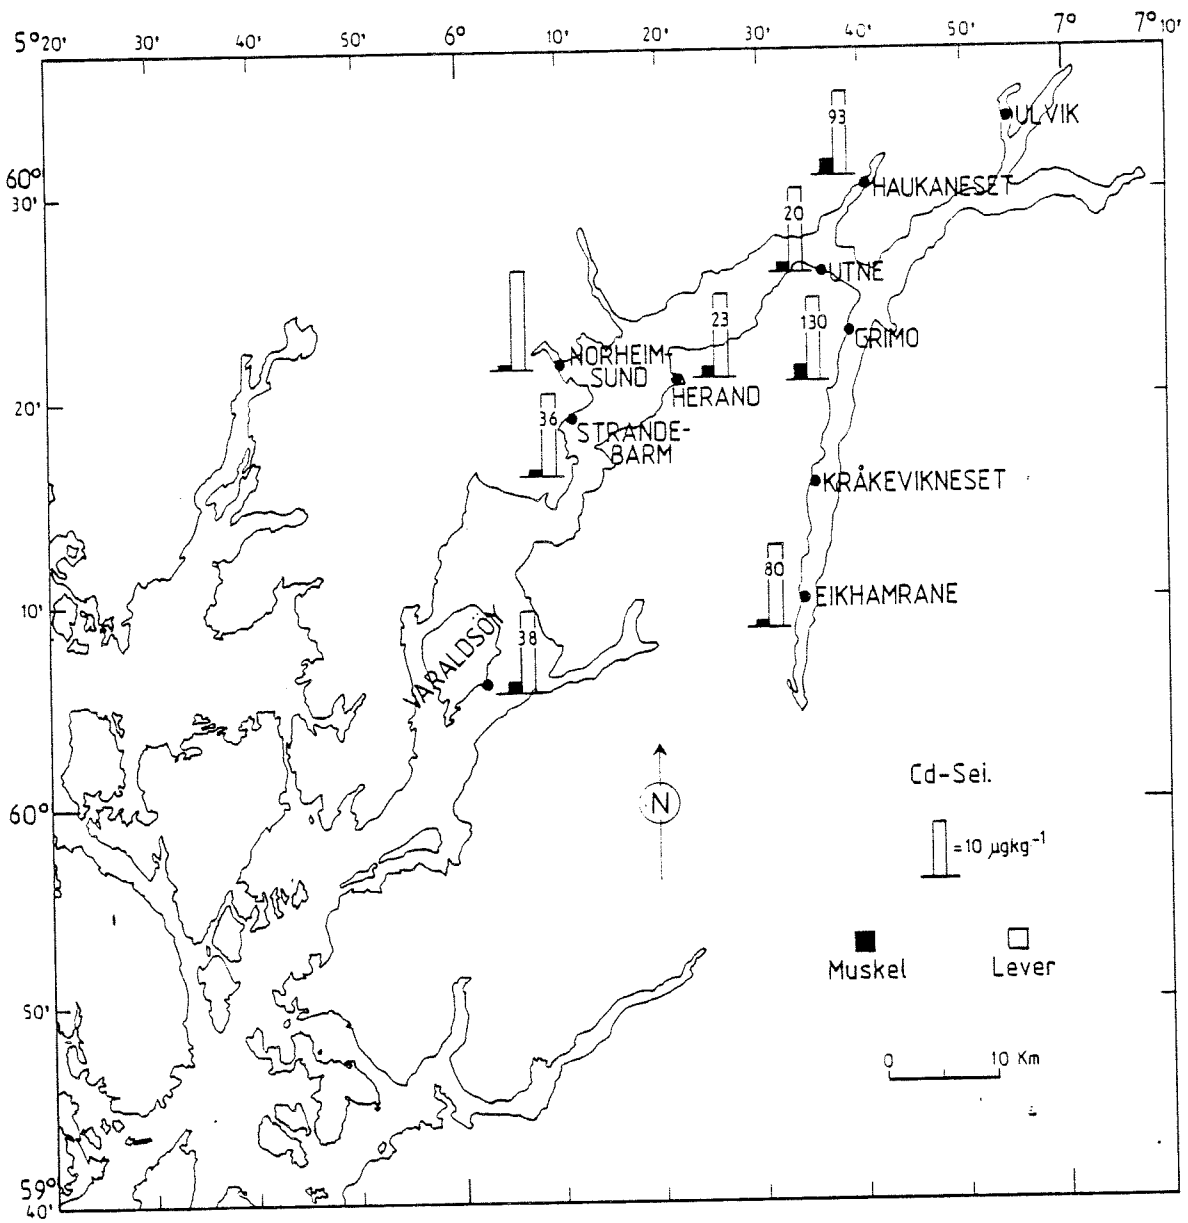 5° 20' 30' 40' 50' 6° 10' 20' 30' 40' 50' 7° 7° 10'
ULVIK
93
60°
30'
HAUKANESET
20
UTNE
23
130
GRIMO
NORHEIM-
SUND
HERAND
20'
36
STRANDE-
BARM
KRÅKEVIKNESET
80
10'
EIKHAMRANE
VARALDSÖY
38
Cd-Sei.
N
60°
=10 µgkg⁻¹
Muskel
Lever
50'
0 10 Km
59°
40'